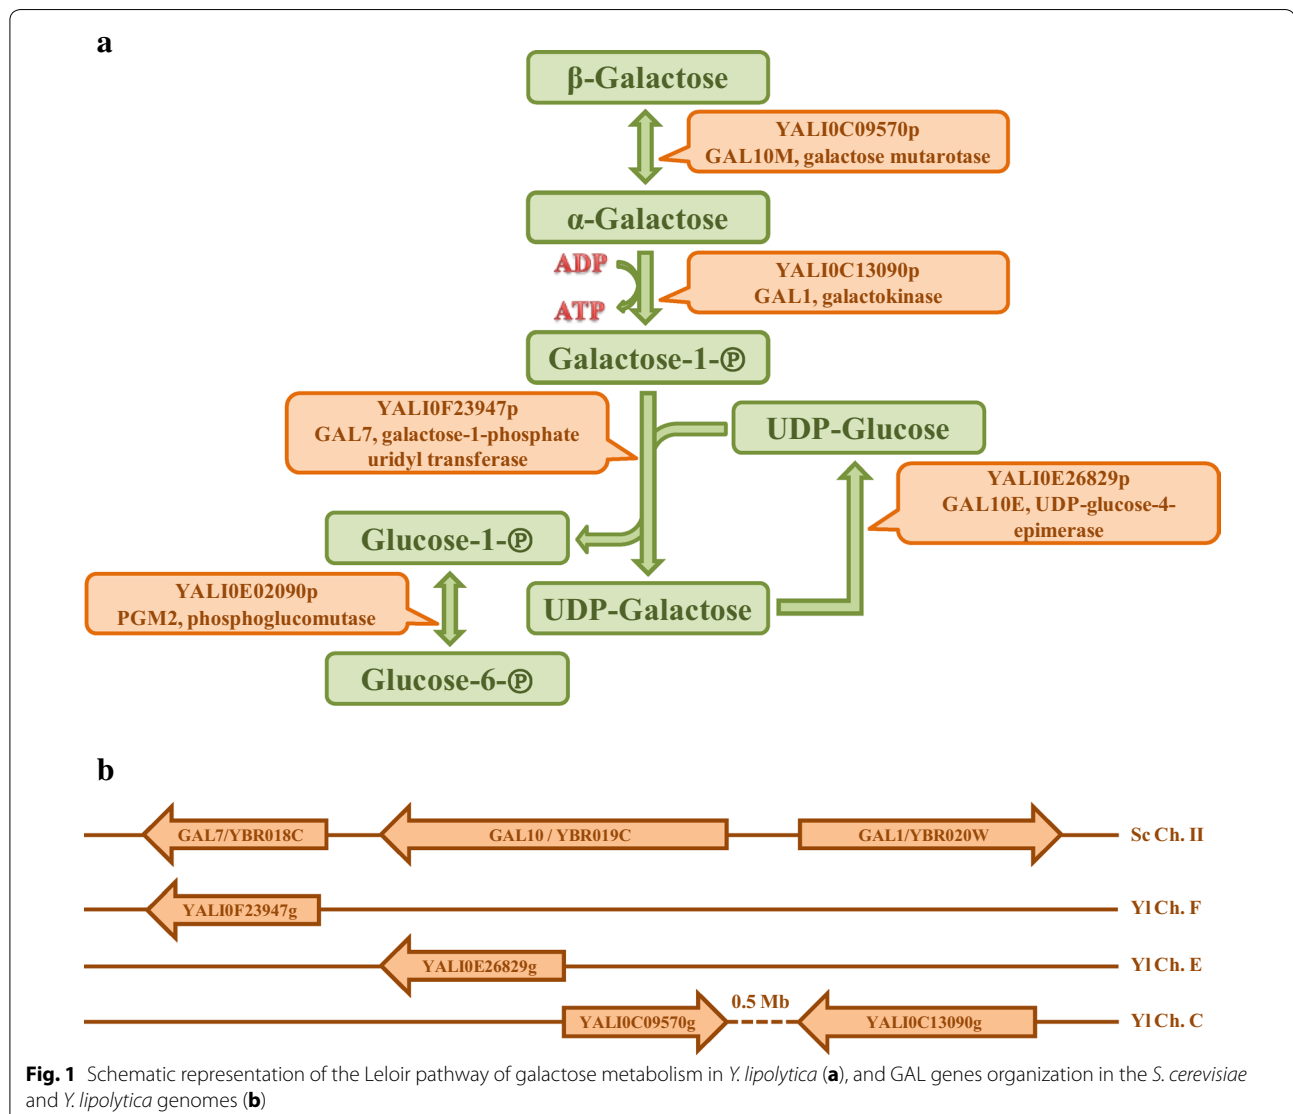 a
β-Galactose
YALI0C09570p
GAL10M, galactose mutarotase
α-Galactose
ADP
ATP
YALI0C13090p
GAL1, galactokinase
Galactose-1-Ⓟ
YALI0F23947p
GAL7, galactose-1-phosphate
uridyl transferase
UDP-Glucose
YALI0E26829p
GAL10E, UDP-glucose-4-
epimerase
Glucose-1-Ⓟ
YALI0E02090p
PGM2, phosphoglucomutase
UDP-Galactose
Glucose-6-Ⓟ
b
GAL7/YBR018C
GAL10 / YBR019C
GAL1/YBR020W
Sc Ch. II
YALI0F23947g
Yl Ch. F
YALI0E26829g
Yl Ch. E
YALI0C09570g
0.5 Mb
YALI0C13090g
Yl Ch. C
Fig. 1 Schematic representation of the Leloir pathway of galactose metabolism in Y. lipolytica (a), and GAL genes organization in the S. cerevisiae
and Y. lipolytica genomes (b)